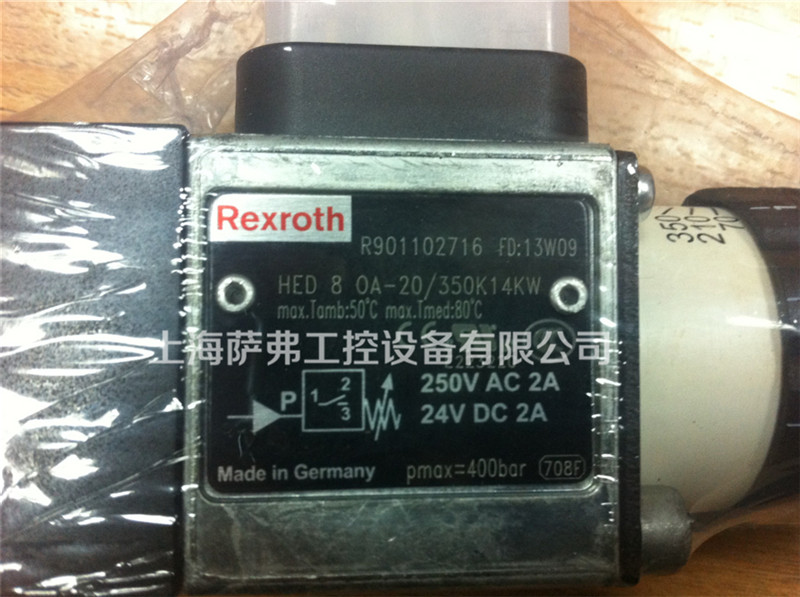 Rexroth
R901102716 FD:13W09
HED 8 OA-20/350K14KW
max.Tamb:50°C max.Tmed:80°C
上海萨弗工控设备有限公司
250V AC 2A
P 1 2 3
24V DC 2A
Made in Germany pmax=400bar 708F
350-
210-
70-